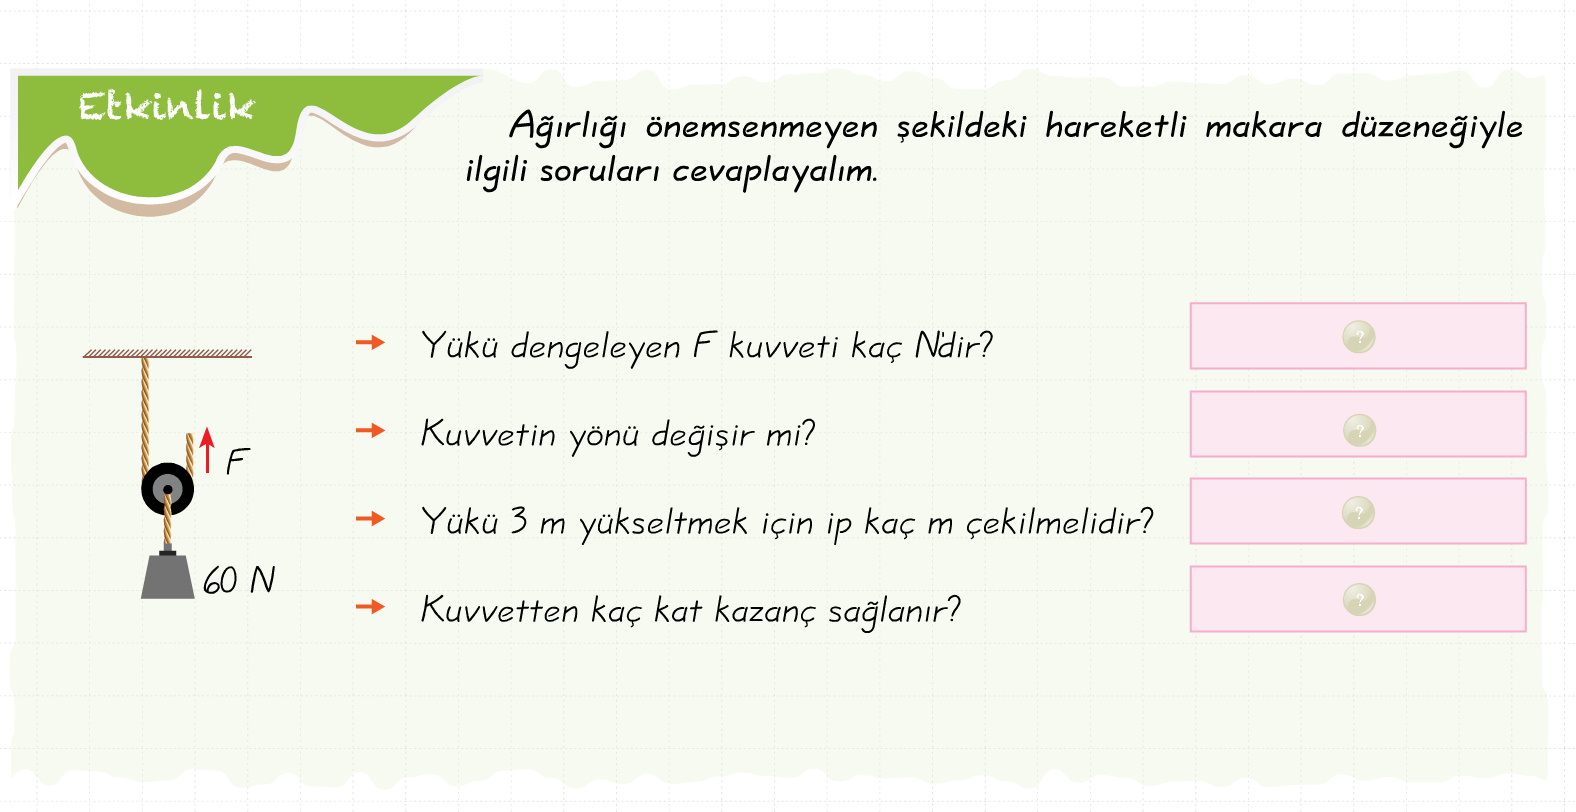 Etkinlik
Ağırlığı önemsenmeyen şekildeki hareketli makara düzeneğiyle
ilgili soruları cevaplayalım.
Yükü dengeleyen F kuvveti kaç N'dir?
?
Kuvvetin yönü değişir mi?
?
F
Yükü 3 m yükseltmek için ip kaç m çekilmelidir?
?
60 N
Kuvvetten kaç kat kazanç sağlanır?
?